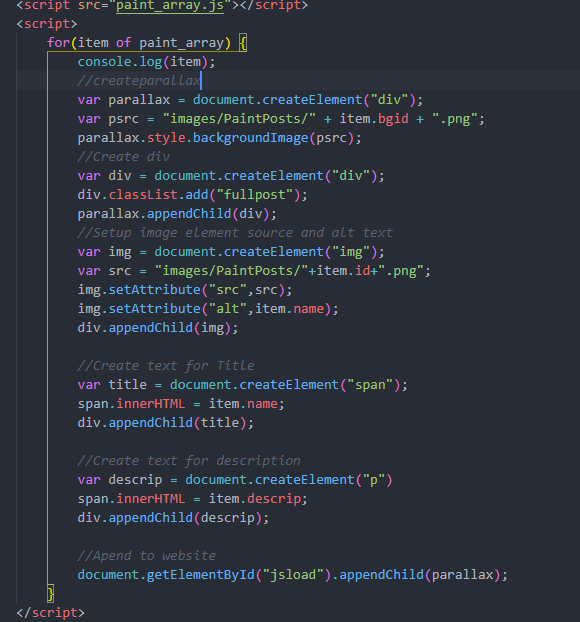 <script src="paint_array.js"></script>
<script>
for(item of paint_array) {
console.log(item);
//createparallax
var parallax = document.createElement("div");
var psrc = "images/PaintPosts/" + item.bgid + ".png";
parallax.style.backgroundImage(psrc);
//Create div
var div = document.createElement("div");
div.classList.add("fullpost");
parallax.appendChild(div);
//Setup image element source and alt text
var img = document.createElement("img");
var src = "images/PaintPosts/"+item.id+".png";
img.setAttribute("src",src);
img.setAttribute("alt",item.name);
div.appendChild(img);
//Create text for Title
var title = document.createElement("span");
span.innerHTML = item.name;
div.appendChild(title);
//Create text for description
var descrip = document.createElement("p")
span.innerHTML = item.descrip;
div.appendChild(descrip);
//Apend to website
document.getElementById("jsload").appendChild(parallax);
}
</script>